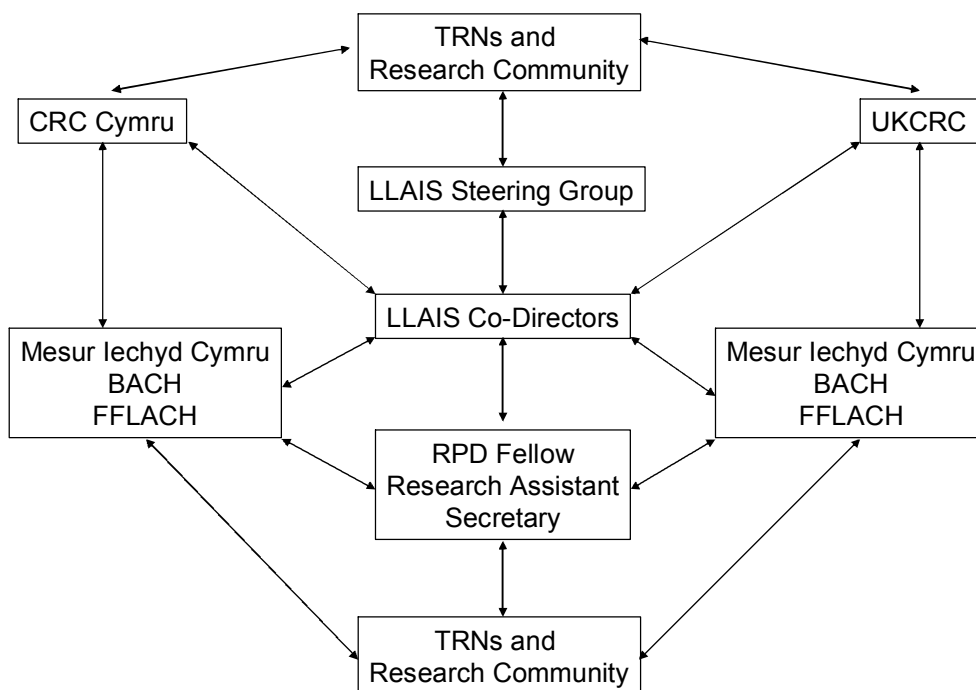 TRNs and
Research Community
CRC Cymru
UKCRC
LLAIS Steering Group
LLAIS Co-Directors
Mesur Iechyd Cymru
BACH
FFLACH
Mesur Iechyd Cymru
BACH
FFLACH
RPD Fellow
Research Assistant
Secretary
TRNs and
Research Community